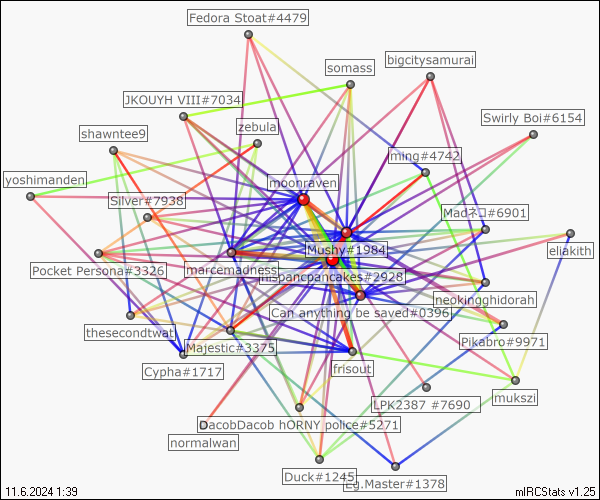 Fedora Stoat#4479
somass
bigcitysamurai
JKOUYH VIII#7034
Swirly Boi#6154
zebula
shawntee9
ming#4742
yoshimanden
moonraven
Silver#7938
Madネコ#6901
Mushy#1984
eliakith
Pocket Persona#3326
marcemadness
hispancpancakes#2928
neokingghidorah
Can anything be saved#0396
thesecondtwat
Majestic#3375
Pikabro#9971
Cypha#1717
frisout
mukszi
LPK2387 #7690
DacobDacob hORNY police#5271
normalwan
Duck#1245
Eg.Master#1378
11.6.2024 1:39
mIRCStats v1.25